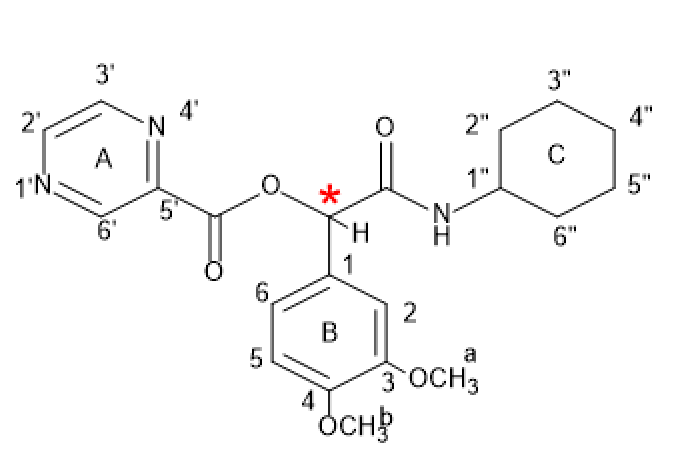 3'
3"
2' N 4' O 2" 4"
A C
1'N O * 1" 5"
5' H N
6' H 6"
O 1
6 2
B
5 a
3 OCH3
4 b
OCH3